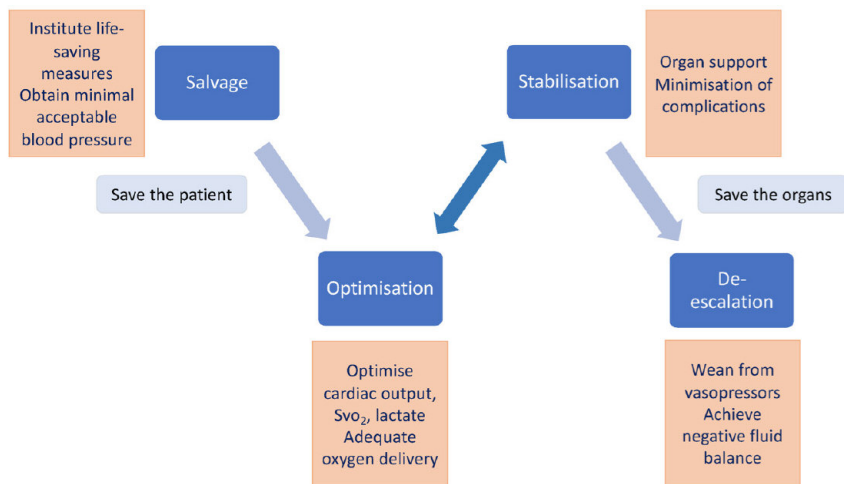 Institute life-
saving
measures
Obtain minimal
acceptable
blood pressure
Salvage
Save the patient
Optimisation
Optimise
cardiac output,
Svo₂, lactate
Adequate
oxygen delivery
Stabilisation
Organ support
Minimisation of
complications
Save the organs
De-
escalation
Wean from
vasopressors
Achieve
negative fluid
balance